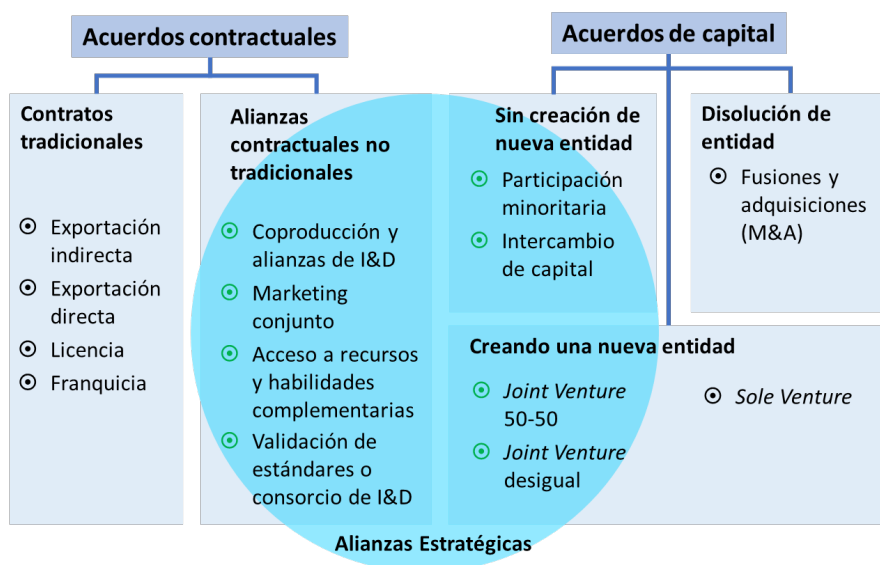 Acuerdos contractuales
Acuerdos de capital
Contratos
tradicionales
Exportación
indirecta
Exportación
directa
Licencia
Franquicia
Alianzas
contractuales no
tradicionales
Coproducción y
alianzas de I&D
Marketing
conjunto
Acceso a recursos
y habilidades
complementarias
Validación de
estándares o
consorcio de I&D
Sin creación de
nueva entidad
Participación
minoritaria
Intercambio
de capital
Disolución de
entidad
Fusiones y
adquisiciones
(M&A)
Creando una nueva entidad
Joint Venture
50-50
Joint Venture
desigual
Sole Venture
Alianzas Estratégicas